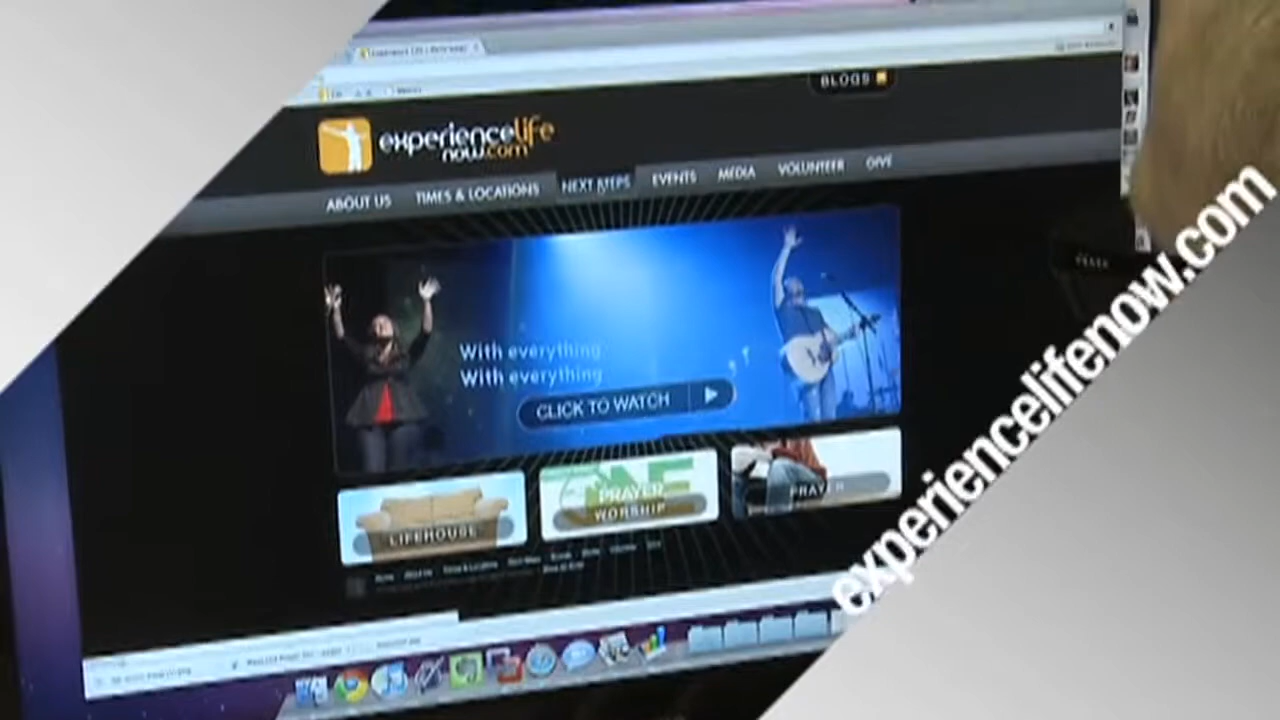 BLOGS
experiencelife
now.com
ABOUT US TIMES & LOCATIONS NEXT STEPS EVENTS MEDIA VOLUNTEER GIVE
With everything
With everything
CLICK TO WATCH
LIFEHOUSE
PRAYER
WORSHIP
PRAYER
experiencelifenow.com